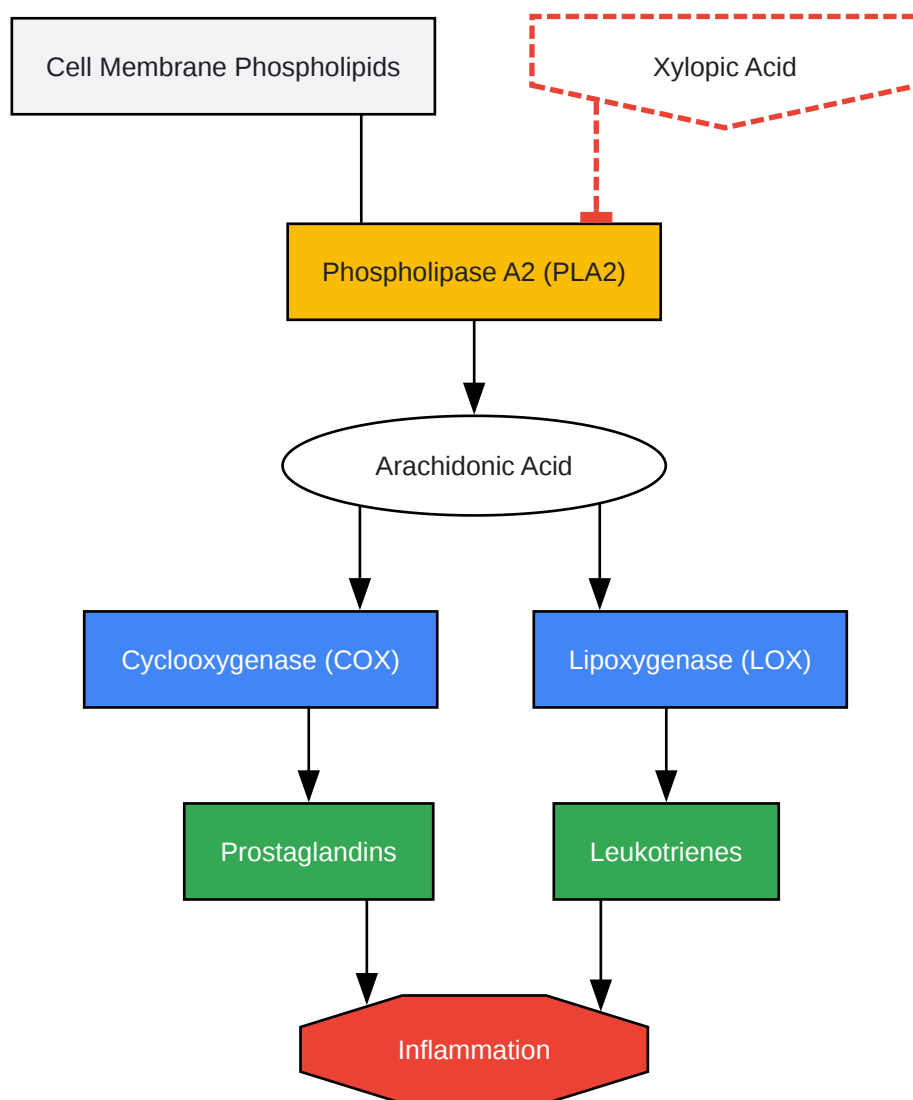 Cell Membrane Phospholipids
Xylopic Acid
Phospholipase A2 (PLA2)
Arachidonic Acid
Cyclooxygenase (COX)
Lipoxygenase (LOX)
Prostaglandins
Leukotrienes
Inflammation